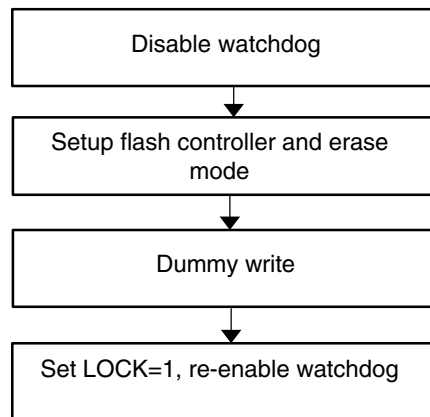 Disable watchdog
Setup flash controller and erase
mode
Dummy write
Set LOCK=1, re-enable watchdog